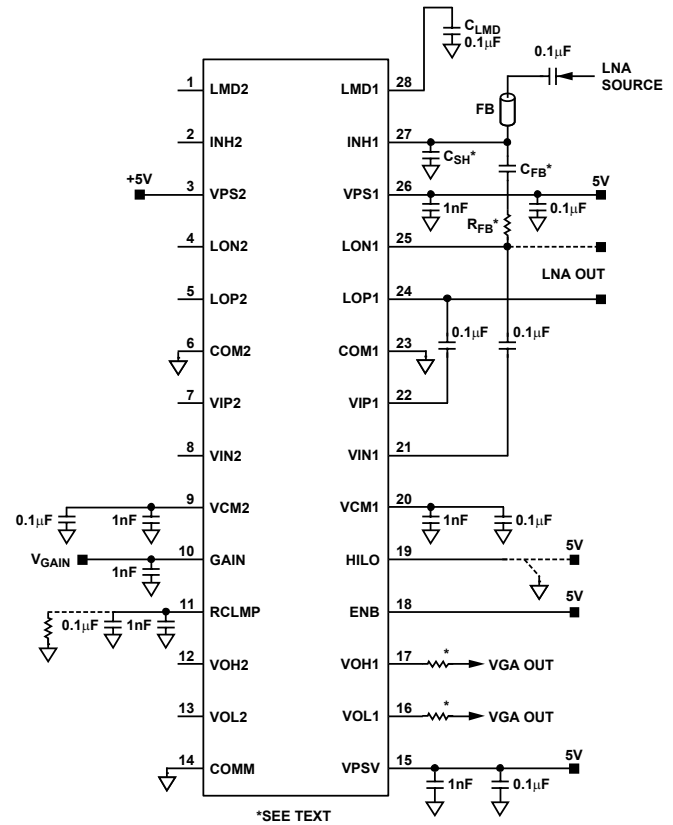 C_LMD
0.1μF
0.1μF
LNA
SOURCE
FB
1 LMD2
LMD1 28
2 INH2
INH1 27
C_SH*
C_FB*
+5V
3 VPS2
VPS1 26
1nF
0.1μF
5V
R_FB*
4 LON2
LON1 25
LNA OUT
5 LOP2
LOP1 24
0.1μF
0.1μF
6 COM2
COM1 23
7 VIP2
VIP1 22
8 VIN2
VIN1 21
0.1μF
1nF
9 VCM2
VCM1 20
1nF
0.1μF
V_GAIN
1nF
10 GAIN
HILO 19
5V
0.1μF
1nF
11 RCLMP
ENB 18
5V
12 VOH2
VOH1 17
*
VGA OUT
13 VOL2
VOL1 16
*
VGA OUT
14 COMM
VPSV 15
1nF
0.1μF
5V
*SEE TEXT